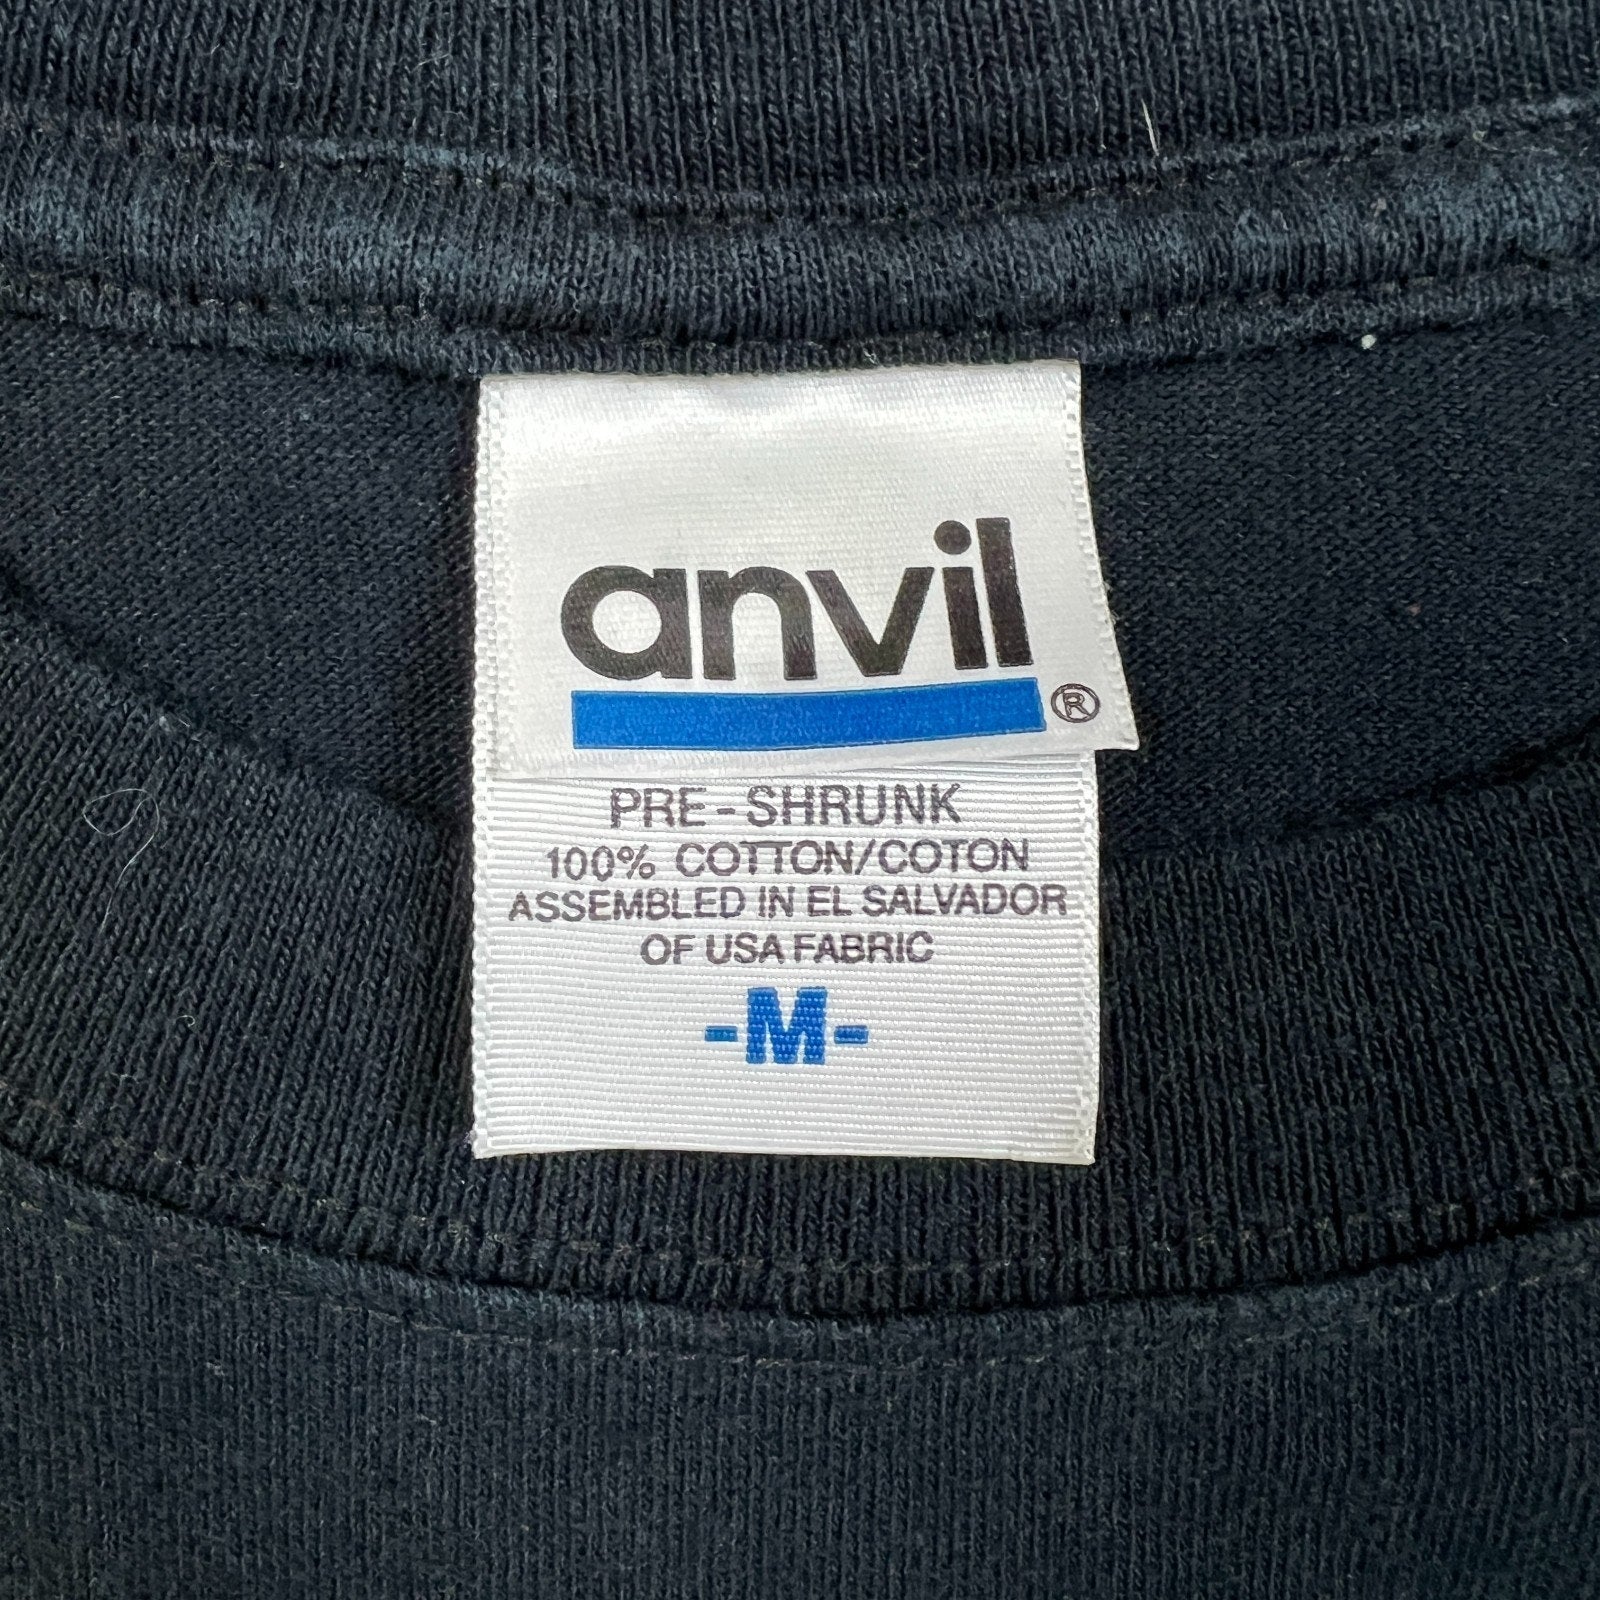 anvil ®
PRE-SHRUNK
100% COTTON/COTON
ASSEMBLED IN EL SALVADOR
OF USA FABRIC
-M-